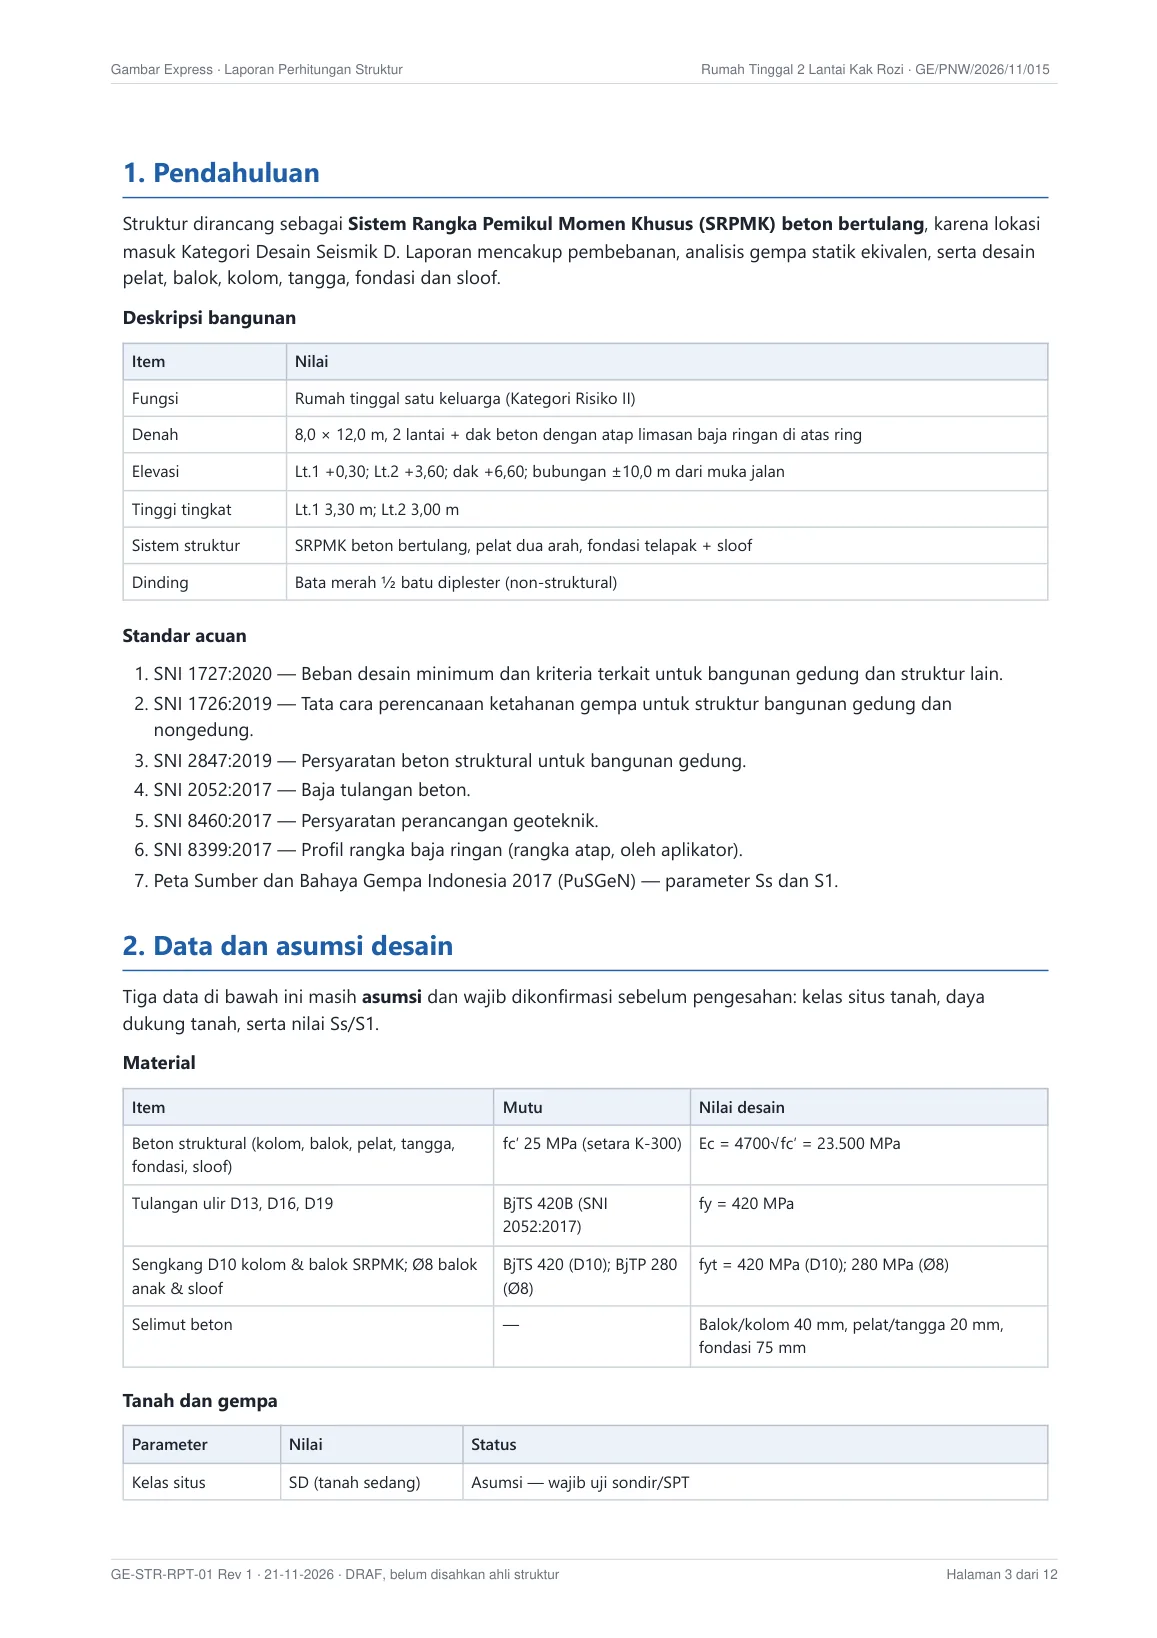 Gambar Express · Laporan Perhitungan Struktur
Rumah Tinggal 2 Lantai Kak Rozi · GE/PNW/2026/11/015
1. Pendahuluan
Struktur dirancang sebagai Sistem Rangka Pemikul Momen Khusus (SRPMK) beton bertulang, karena lokasi
masuk Kategori Desain Seismik D. Laporan mencakup pembebanan, analisis gempa statik ekivalen, serta desain
pelat, balok, kolom, tangga, fondasi dan sloof.
Deskripsi bangunan
Item Nilai
Fungsi Rumah tinggal satu keluarga (Kategori Risiko II)
Denah 8,0 × 12,0 m, 2 lantai + dak beton dengan atap limasan baja ringan di atas ring
Elevasi Lt.1 +0,30; Lt.2 +3,60; dak +6,60; bubungan ±10,0 m dari muka jalan
Tinggi tingkat Lt.1 3,30 m; Lt.2 3,00 m
Sistem struktur SRPMK beton bertulang, pelat dua arah, fondasi telapak + sloof
Dinding Bata merah ½ batu diplester (non-struktural)
Standar acuan
1. SNI 1727:2020 — Beban desain minimum dan kriteria terkait untuk bangunan gedung dan struktur lain.
2. SNI 1726:2019 — Tata cara perencanaan ketahanan gempa untuk struktur bangunan gedung dan
nongedung.
3. SNI 2847:2019 — Persyaratan beton struktural untuk bangunan gedung.
4. SNI 2052:2017 — Baja tulangan beton.
5. SNI 8460:2017 — Persyaratan perancangan geoteknik.
6. SNI 8399:2017 — Profil rangka baja ringan (rangka atap, oleh aplikator).
7. Peta Sumber dan Bahaya Gempa Indonesia 2017 (PuSGeN) — parameter Ss dan S1.
2. Data dan asumsi desain
Tiga data di bawah ini masih asumsi dan wajib dikonfirmasi sebelum pengesahan: kelas situs tanah, daya
dukung tanah, serta nilai Ss/S1.
Material
Item Mutu Nilai desain
Beton struktural (kolom, balok, pelat, tangga,
fondasi, sloof)
fc′ 25 MPa (setara K-300)
Ec = 4700√fc′ = 23.500 MPa
Tulangan ulir D13, D16, D19
BjTS 420B (SNI
2052:2017)
fy = 420 MPa
Sengkang D10 kolom & balok SRPMK; Ø8 balok
anak & sloof
BjTS 420 (D10); BjTP 280
(Ø8)
fyt = 420 MPa (D10); 280 MPa (Ø8)
Selimut beton
—
Balok/kolom 40 mm, pelat/tangga 20 mm,
fondasi 75 mm
Tanah dan gempa
Parameter Nilai Status
Kelas situs SD (tanah sedang) Asumsi — wajib uji sondir/SPT
GE-STR-RPT-01 Rev 1 · 21-11-2026 · DRAF, belum disahkan ahli struktur
Halaman 3 dari 12